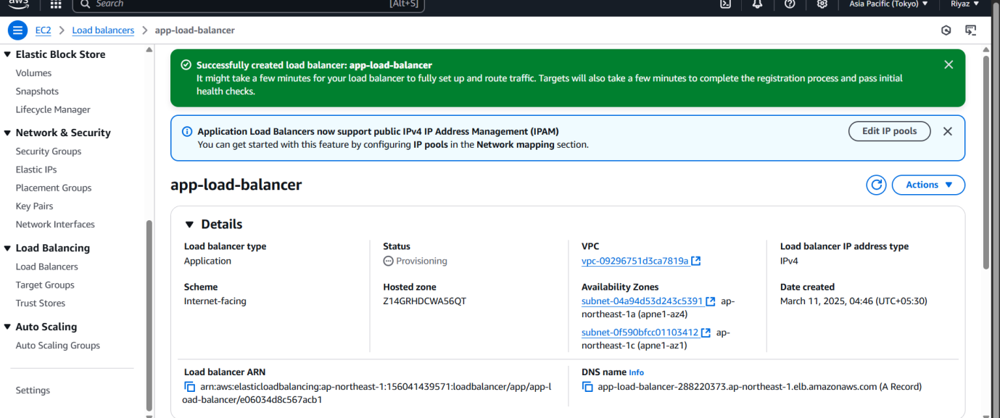 aws
Search
[Alt+S]
Asia Pacific (Tokyo)
Riyaz
EC2
Load balancers
app-load-balancer
Elastic Block Store
Volumes
Snapshots
Lifecycle Manager
Network & Security
Security Groups
Elastic IPs
Placement Groups
Key Pairs
Network Interfaces
Load Balancing
Load Balancers
Target Groups
Trust Stores
Auto Scaling
Auto Scaling Groups
Settings
Successfully created load balancer: app-load-balancer
It might take a few minutes for your load balancer to fully set up and route traffic. Targets will also take a few minutes to complete the registration process and pass initial
health checks.
Application Load Balancers now support public IPv4 IP Address Management (IPAM)
You can get started with this feature by configuring IP pools in the Network mapping section.
Edit IP pools
app-load-balancer
Actions
Details
Load balancer type
Application
Status
Provisioning
VPC
vpc-09296751d3ca7819a
Load balancer IP address type
IPv4
Scheme
Internet-facing
Hosted zone
Z14GRHDCWA56QT
Availability Zones
subnet-04a94d53d243c5391 ap-
northeast-1a (apne1-az4)
subnet-0f590bfcc01103412 ap-
northeast-1c (apne1-az1)
Date created
March 11, 2025, 04:46 (UTC+05:30)
Load balancer ARN
arn:aws:elasticloadbalancing:ap-northeast-1:156041439571:loadbalancer/app/app-l
oad-balancer/e06034d8c567acb1
DNS name Info
app-load-balancer-288220373.ap-northeast-1.elb.amazonaws.com (A Record)